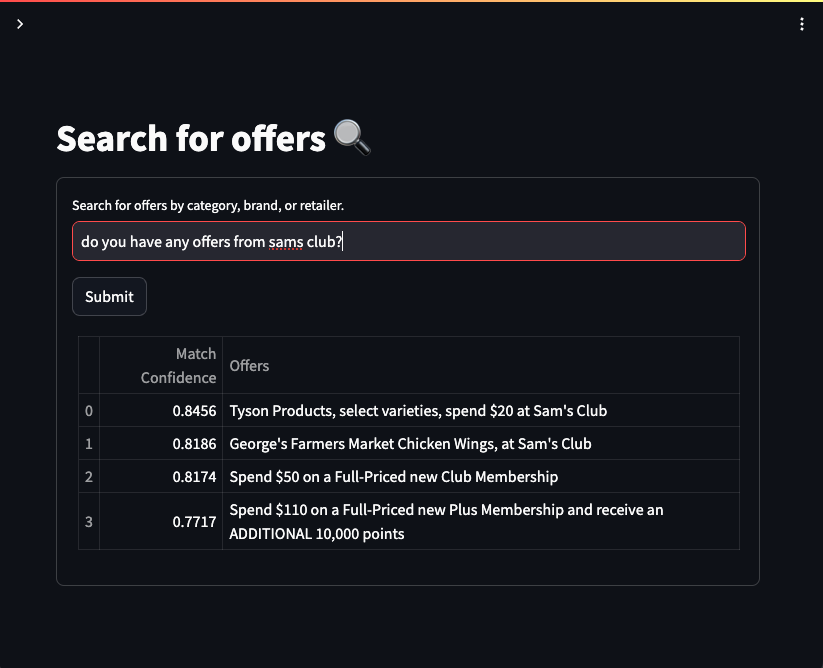 Search for offers
Search for offers by category, brand, or retailer.
do you have any offers from sams club?
Submit
Match
Confidence
Offers
0 0.8456 Tyson Products, select varieties, spend $20 at Sam's Club
1 0.8186 George's Farmers Market Chicken Wings, at Sam's Club
2 0.8174 Spend $50 on a Full-Priced new Club Membership
3 0.7717 Spend $110 on a Full-Priced new Plus Membership and receive an
ADDITIONAL 10,000 points